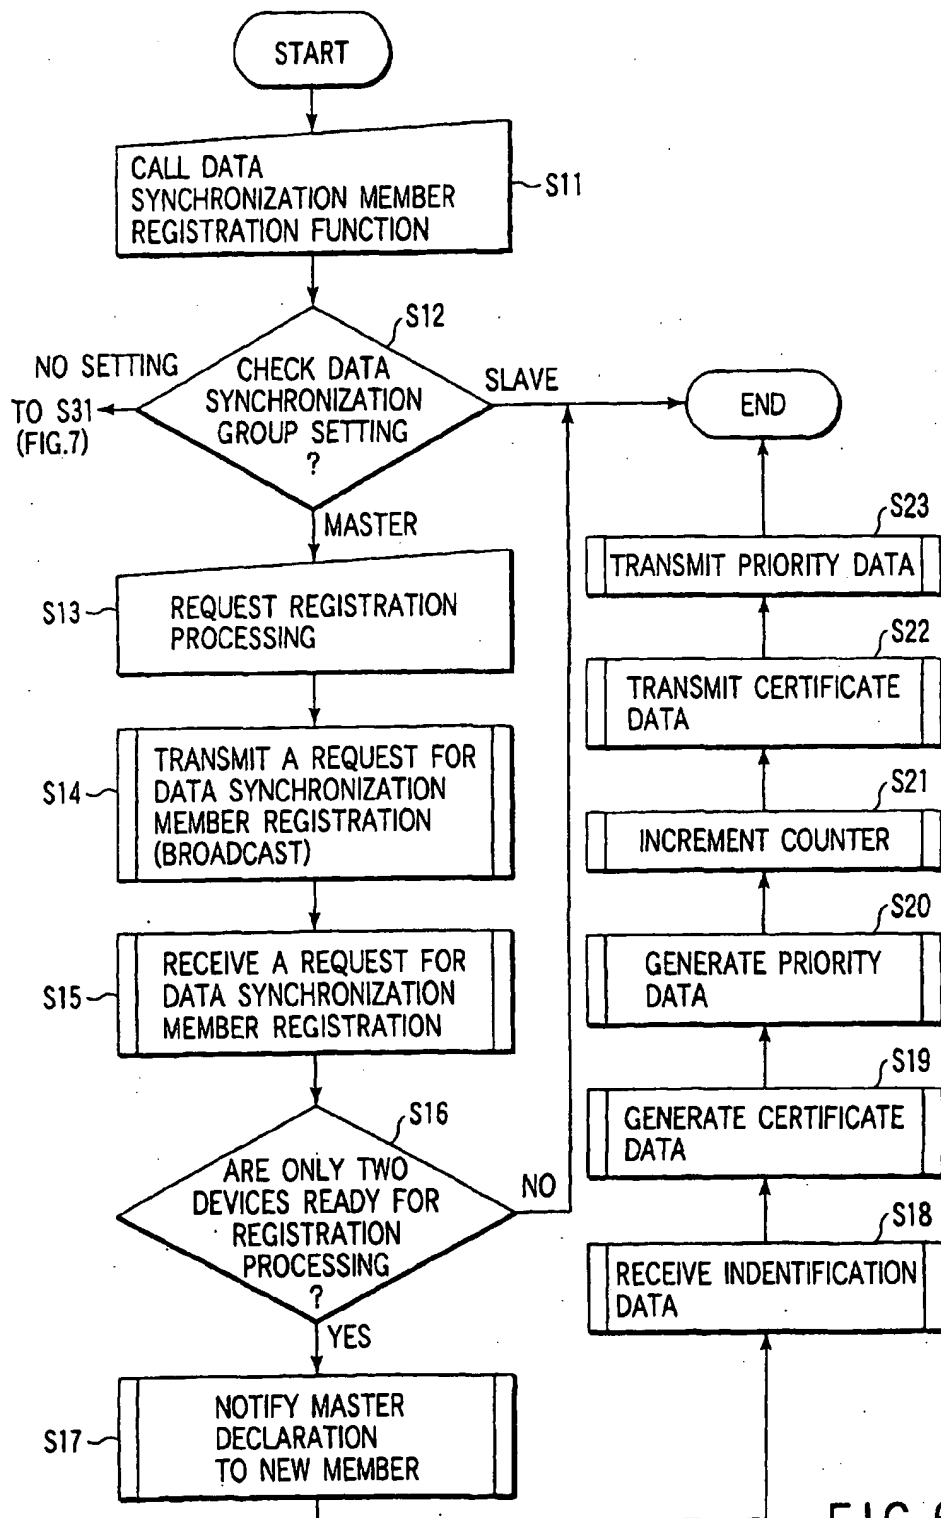 START
CALL DATA
SYNCHRONIZATION MEMBER
REGISTRATION FUNCTION
S11
S12
NO SETTING
CHECK DATA
SYNCHRONIZATION
GROUP SETTING
?
SLAVE
TO S31
(FIG.7)
END
MASTER
S13
REQUEST REGISTRATION
PROCESSING
S14
TRANSMIT A REQUEST FOR
DATA SYNCHRONIZATION
MEMBER REGISTRATION
(BROADCAST)
S15
RECEIVE A REQUEST FOR
DATA SYNCHRONIZATION
MEMBER REGISTRATION
S16
ARE ONLY TWO
DEVICES READY FOR
REGISTRATION
PROCESSING
?
NO
YES
S17
NOTIFY MASTER
DECLARATION
TO NEW MEMBER
S23
TRANSMIT PRIORITY DATA
S22
TRANSMIT CERTIFICATE
DATA
S21
INCREMENT COUNTER
S20
GENERATE PRIORITY
DATA
S19
GENERATE CERTIFICATE
DATA
S18
RECEIVE INDENTIFICATION
DATA